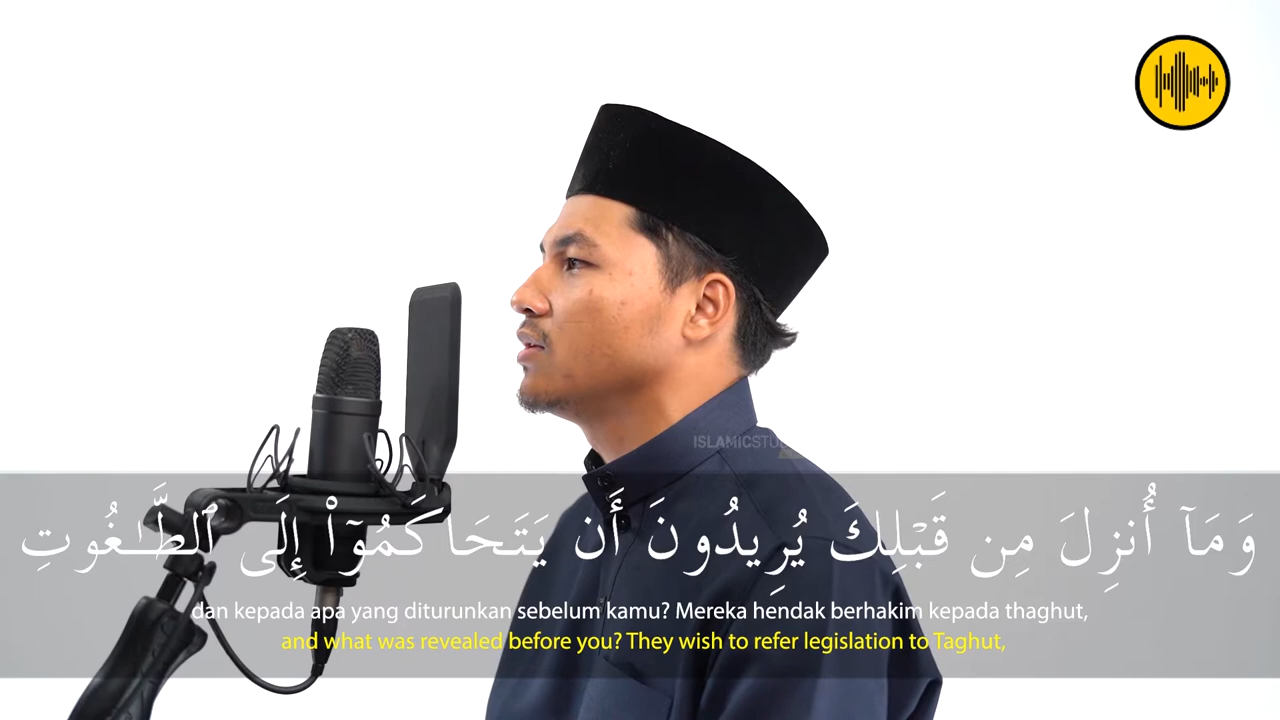 ISLAMICSTU
وَمَآ أُنزِلَ مِن قَبْلِكَ يُرِيدُونَ أَن يَتَحَاكَمُوٓا۟ إِلَى ٱلطَّـٰغُوتِ
dan kepada apa yang diturunkan sebelum kamu? Mereka hendak berhakim kepada thaghut,
and what was revealed before you? They wish to refer legislation to Taghut,